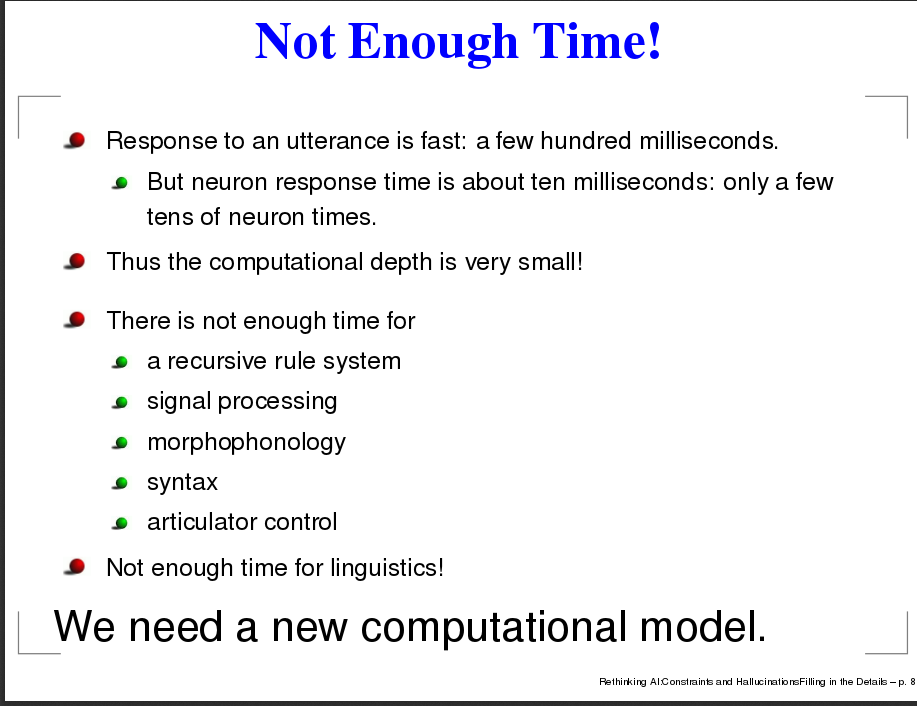 Not Enough Time!
Response to an utterance is fast: a few hundred milliseconds.
But neuron response time is about ten milliseconds: only a few
tens of neuron times.
Thus the computational depth is very small!
There is not enough time for
a recursive rule system
signal processing
morphophonology
syntax
articulator control
Not enough time for linguistics!
We need a new computational model.
Rethinking AI:Constraints and HallucinationsFilling in the Details – p. 8